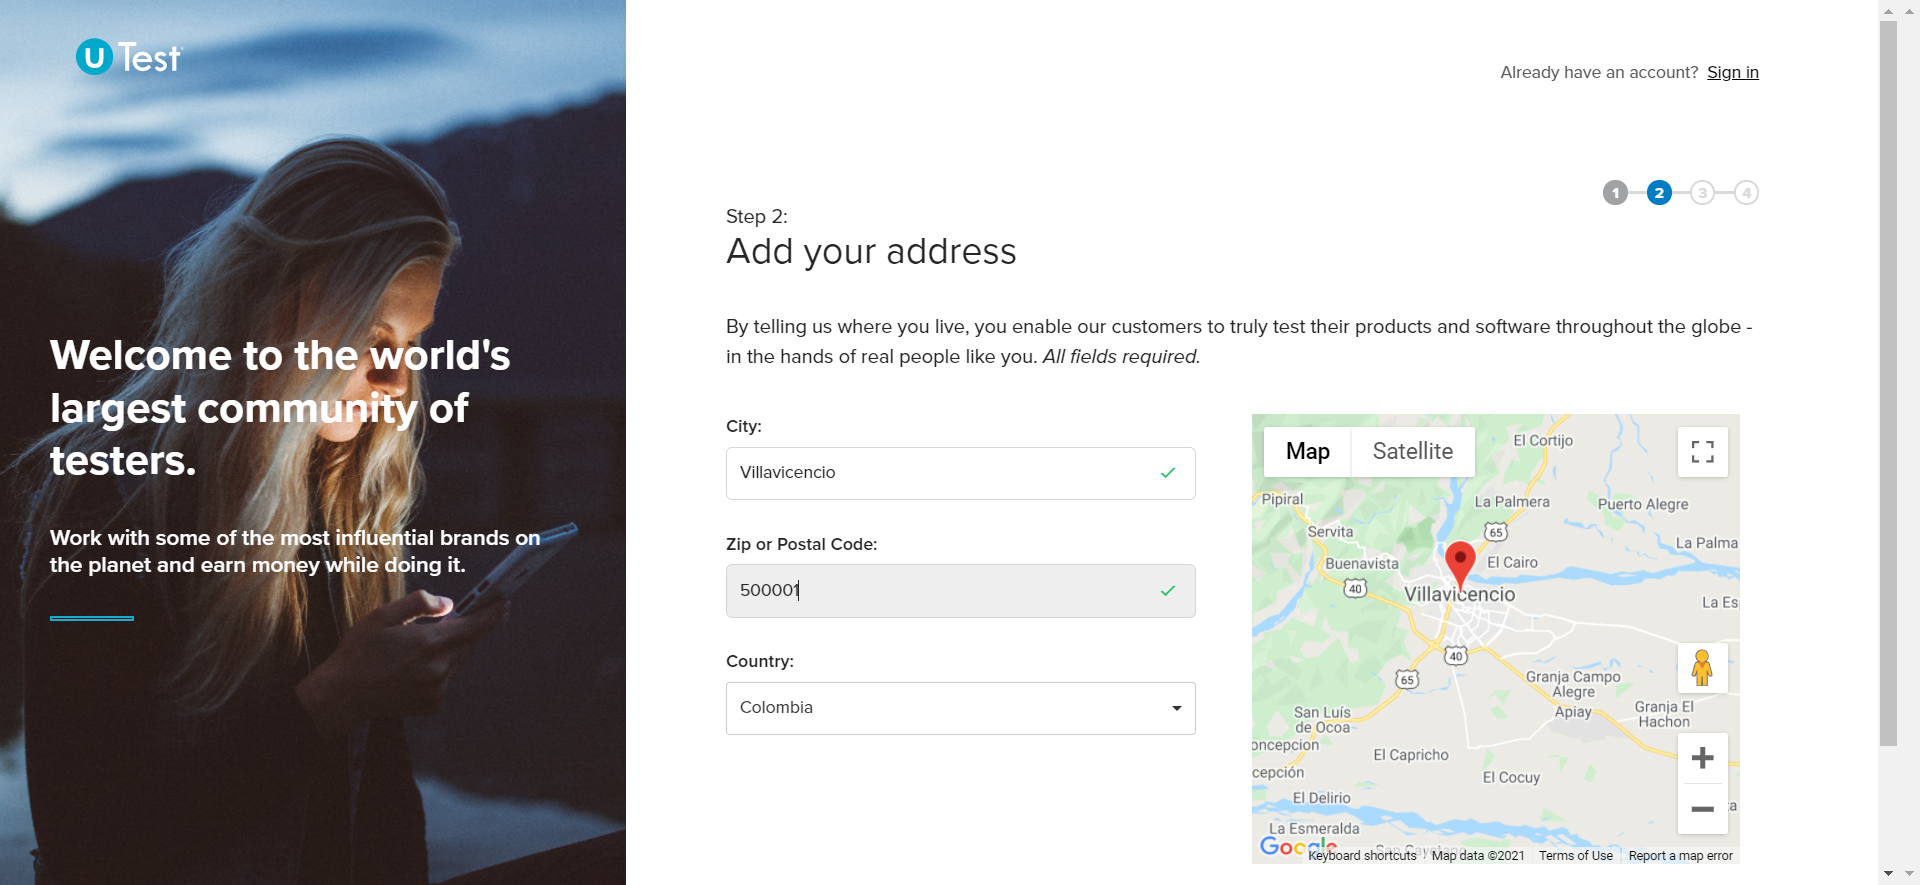 U Test
Already have an account? Sign in
1 2 3 4
Step 2:
Add your address
By telling us where you live, you enable our customers to truly test their products and software throughout the globe -
in the hands of real people like you. All fields required.
Welcome to the world's
largest community of
testers.
Work with some of the most influential brands on
the planet and earn money while doing it.
City:
Villavicencio
Zip or Postal Code:
500001
Country:
Colombia
Map Satellite
El Cortijo
Pipiral
La Palmera
Puerto Alegre
Servita
65
La Palma
Buenavista
El Cairo
40
Villavicencio
La Es
40
65
Granja Campo
Alegre
San Luís
de Ocoa
Apiay
Granja El
Hachon
oncepcion
El Capricho
cepción
El Cocuy
El Delirio
La Esmeralda
San Cayetano
Google
Keyboard shortcuts Map data ©2021 Terms of Use Report a map error